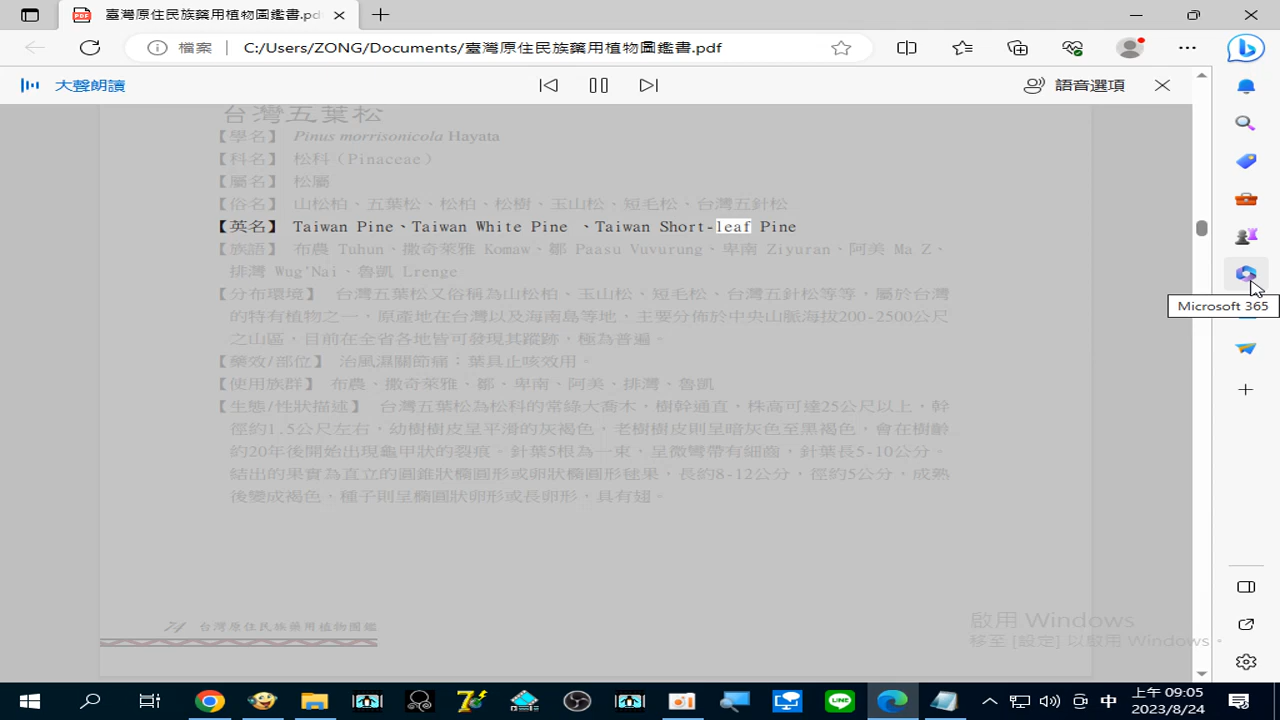 臺灣原住民族藥用植物圖鑑書.pd
檔案 C:/Users/ZONG/Documents/臺灣原住民族藥用植物圖鑑書.pdf
大聲朗讀
語音選項
台灣五葉松
【學名】 Pinus morrisonicola Hayata
【科名】 松科（Pinaceae）
【屬名】 松屬
【俗名】 山松柏、五葉松、松柏、松樹、玉山松、短毛松、台灣五針松
【英名】 Taiwan Pine、Taiwan White Pine 、Taiwan Short-leaf Pine
【族語】 布農 Tuhun、撒奇萊雅 Komaw、鄒 Paasu Vuvurung、卑南 Ziyuran、阿美 Ma Z、
排灣 Wug'Nai、魯凱 Lrenge
【分布環境】 台灣五葉松又俗稱為山松柏、玉山松、短毛松、台灣五針松等等，屬於台灣
的特有植物之一，原產地在台灣以及海南島等地，主要分佈於中央山脈海拔200-2500公尺
之山區，目前在全省各地皆可發現其蹤跡，極為普遍。
【藥效/部位】 治風濕關節痛；葉具止咳效用。
【使用族群】 布農、撒奇萊雅、鄒、卑南、阿美、排灣、魯凱
【生態/性狀描述】 台灣五葉松為松科的常綠大喬木，樹幹通直，株高可達25公尺以上，幹
徑約1.5公尺左右，幼樹樹皮呈平滑的灰褐色，老樹樹皮則呈暗灰色至黑褐色，會在樹齡
約20年後開始出現龜甲狀的裂痕。針葉5根為一束，呈微彎帶有細齒，針葉長5-10公分。
結出的果實為直立的圓錐狀橢圓形或卵狀橢圓形毬果，長約8-12公分，徑約5公分，成熟
後變成褐色，種子則呈橢圓狀卵形或長卵形，具有翅。
Microsoft 365
74 台灣原住民族藥用植物圖鑑
啟用 Windows
移至 [設定] 以啟用 Windows。
中
上午 09:05
2023/8/24